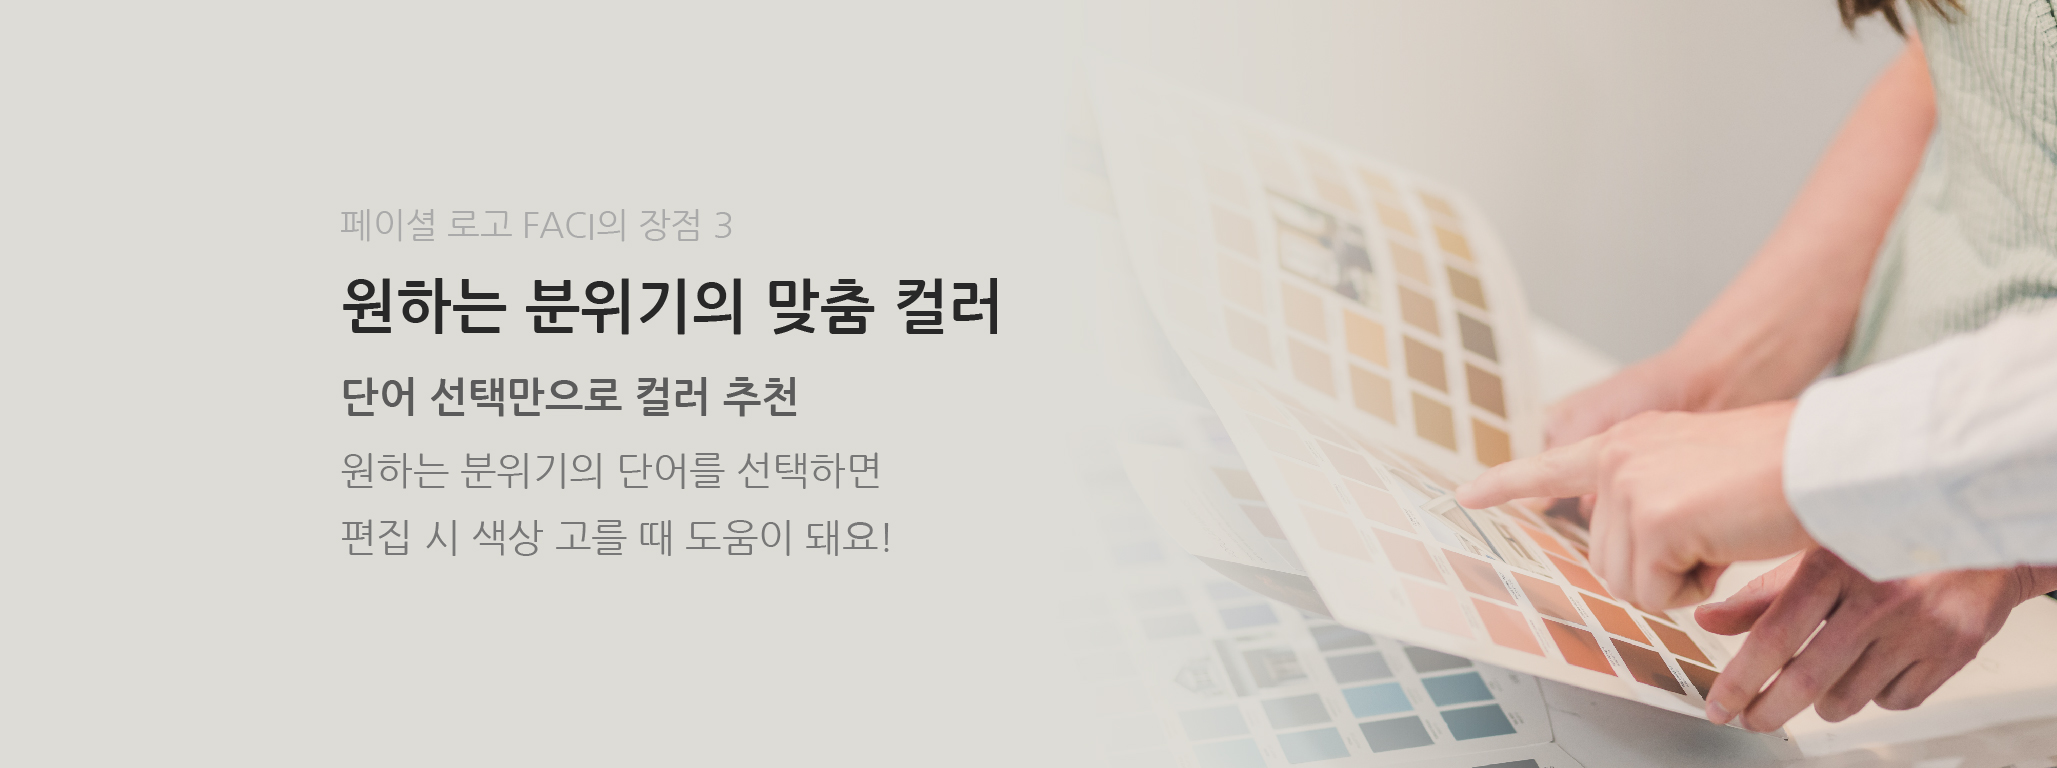 페이셜 로고 FACI의 장점 3
원하는 분위기의 맞춤 컬러
단어 선택만으로 컬러 추천
원하는 분위기의 단어를 선택하면
편집 시 색상 고를 때 도움이 돼요!